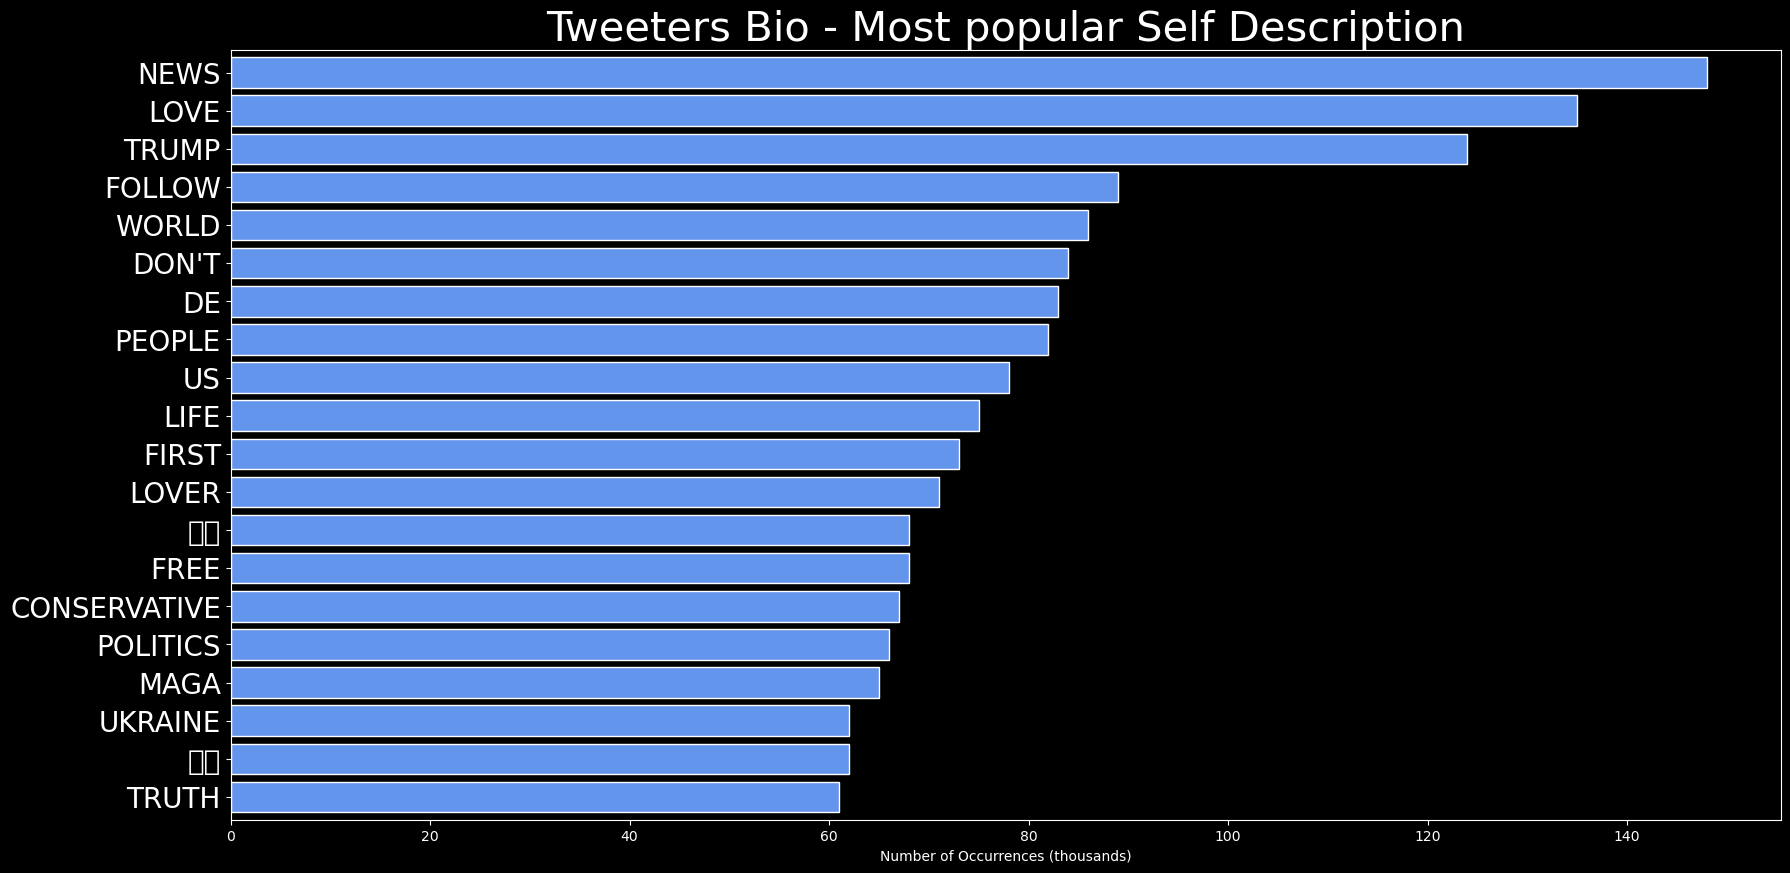 Tweeters Bio - Most popular Self Description
NEWS
LOVE
TRUMP
FOLLOW
WORLD
DON'T
DE
PEOPLE
US
LIFE
FIRST
LOVER
FREE
CONSERVATIVE
POLITICS
MAGA
UKRAINE
TRUTH
0 20 40 60 80 100 120 140
Number of Occurrences (thousands)